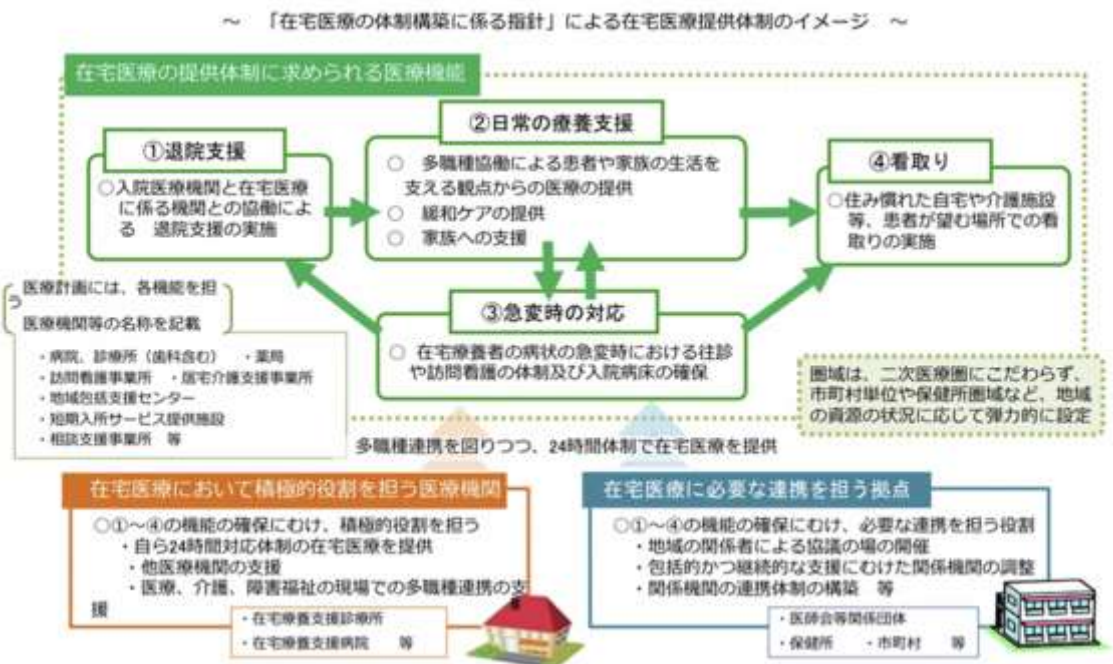 ～　「在宅医療の体制構築に係る指針」による在宅医療提供体制のイメージ　～
在宅医療の提供体制に求められる医療機能
①退院支援
○入院医療機関と在宅医療
に係る機関との協働によ
る　退院支援の実施
②日常の療養支援
○　多職種協働による患者や家族の生活を
支える観点からの医療の提供
○　緩和ケアの提供
○　家族への支援
④看取り
○住み慣れた自宅や介護施設
等、患者が望む場所での看
取りの実施
③急変時の対応
○　在宅療養者の病状の急変時における往診
や訪問看護の体制及び入院病床の確保
医療計画には、各機能を担
う
医療機関等の名称を記載
・病院、診療所（歯科含む）　・薬局
・訪問看護事業所　・居宅介護支援事業所
・地域包括支援センター
・短期入所サービス提供施設
・相談支援事業所　等
圏域は、二次医療圏にこだわらず、
市町村単位や保健所圏域など、地域
の資源の状況に応じて弾力的に設定
多職種連携を図りつつ、24時間体制で在宅医療を提供
在宅医療において積極的役割を担う医療機関
○①～④の機能の確保にむけ、積極的役割を担う
・自ら24時間対応体制の在宅医療を提供
・他医療機関の支援
・医療、介護、障害福祉の現場での多職種連携の支
援
・在宅療養支援診療所
・在宅療養支援病院　等
在宅医療に必要な連携を担う拠点
○①～④の機能の確保にむけ、必要な連携を担う役割
・地域の関係者による協議の場の開催
・包括的かつ継続的な支援にむけた関係機関の調整
・関係機関の連携体制の構築　等
・医師会等関係団体
・保健所　・市町村　等